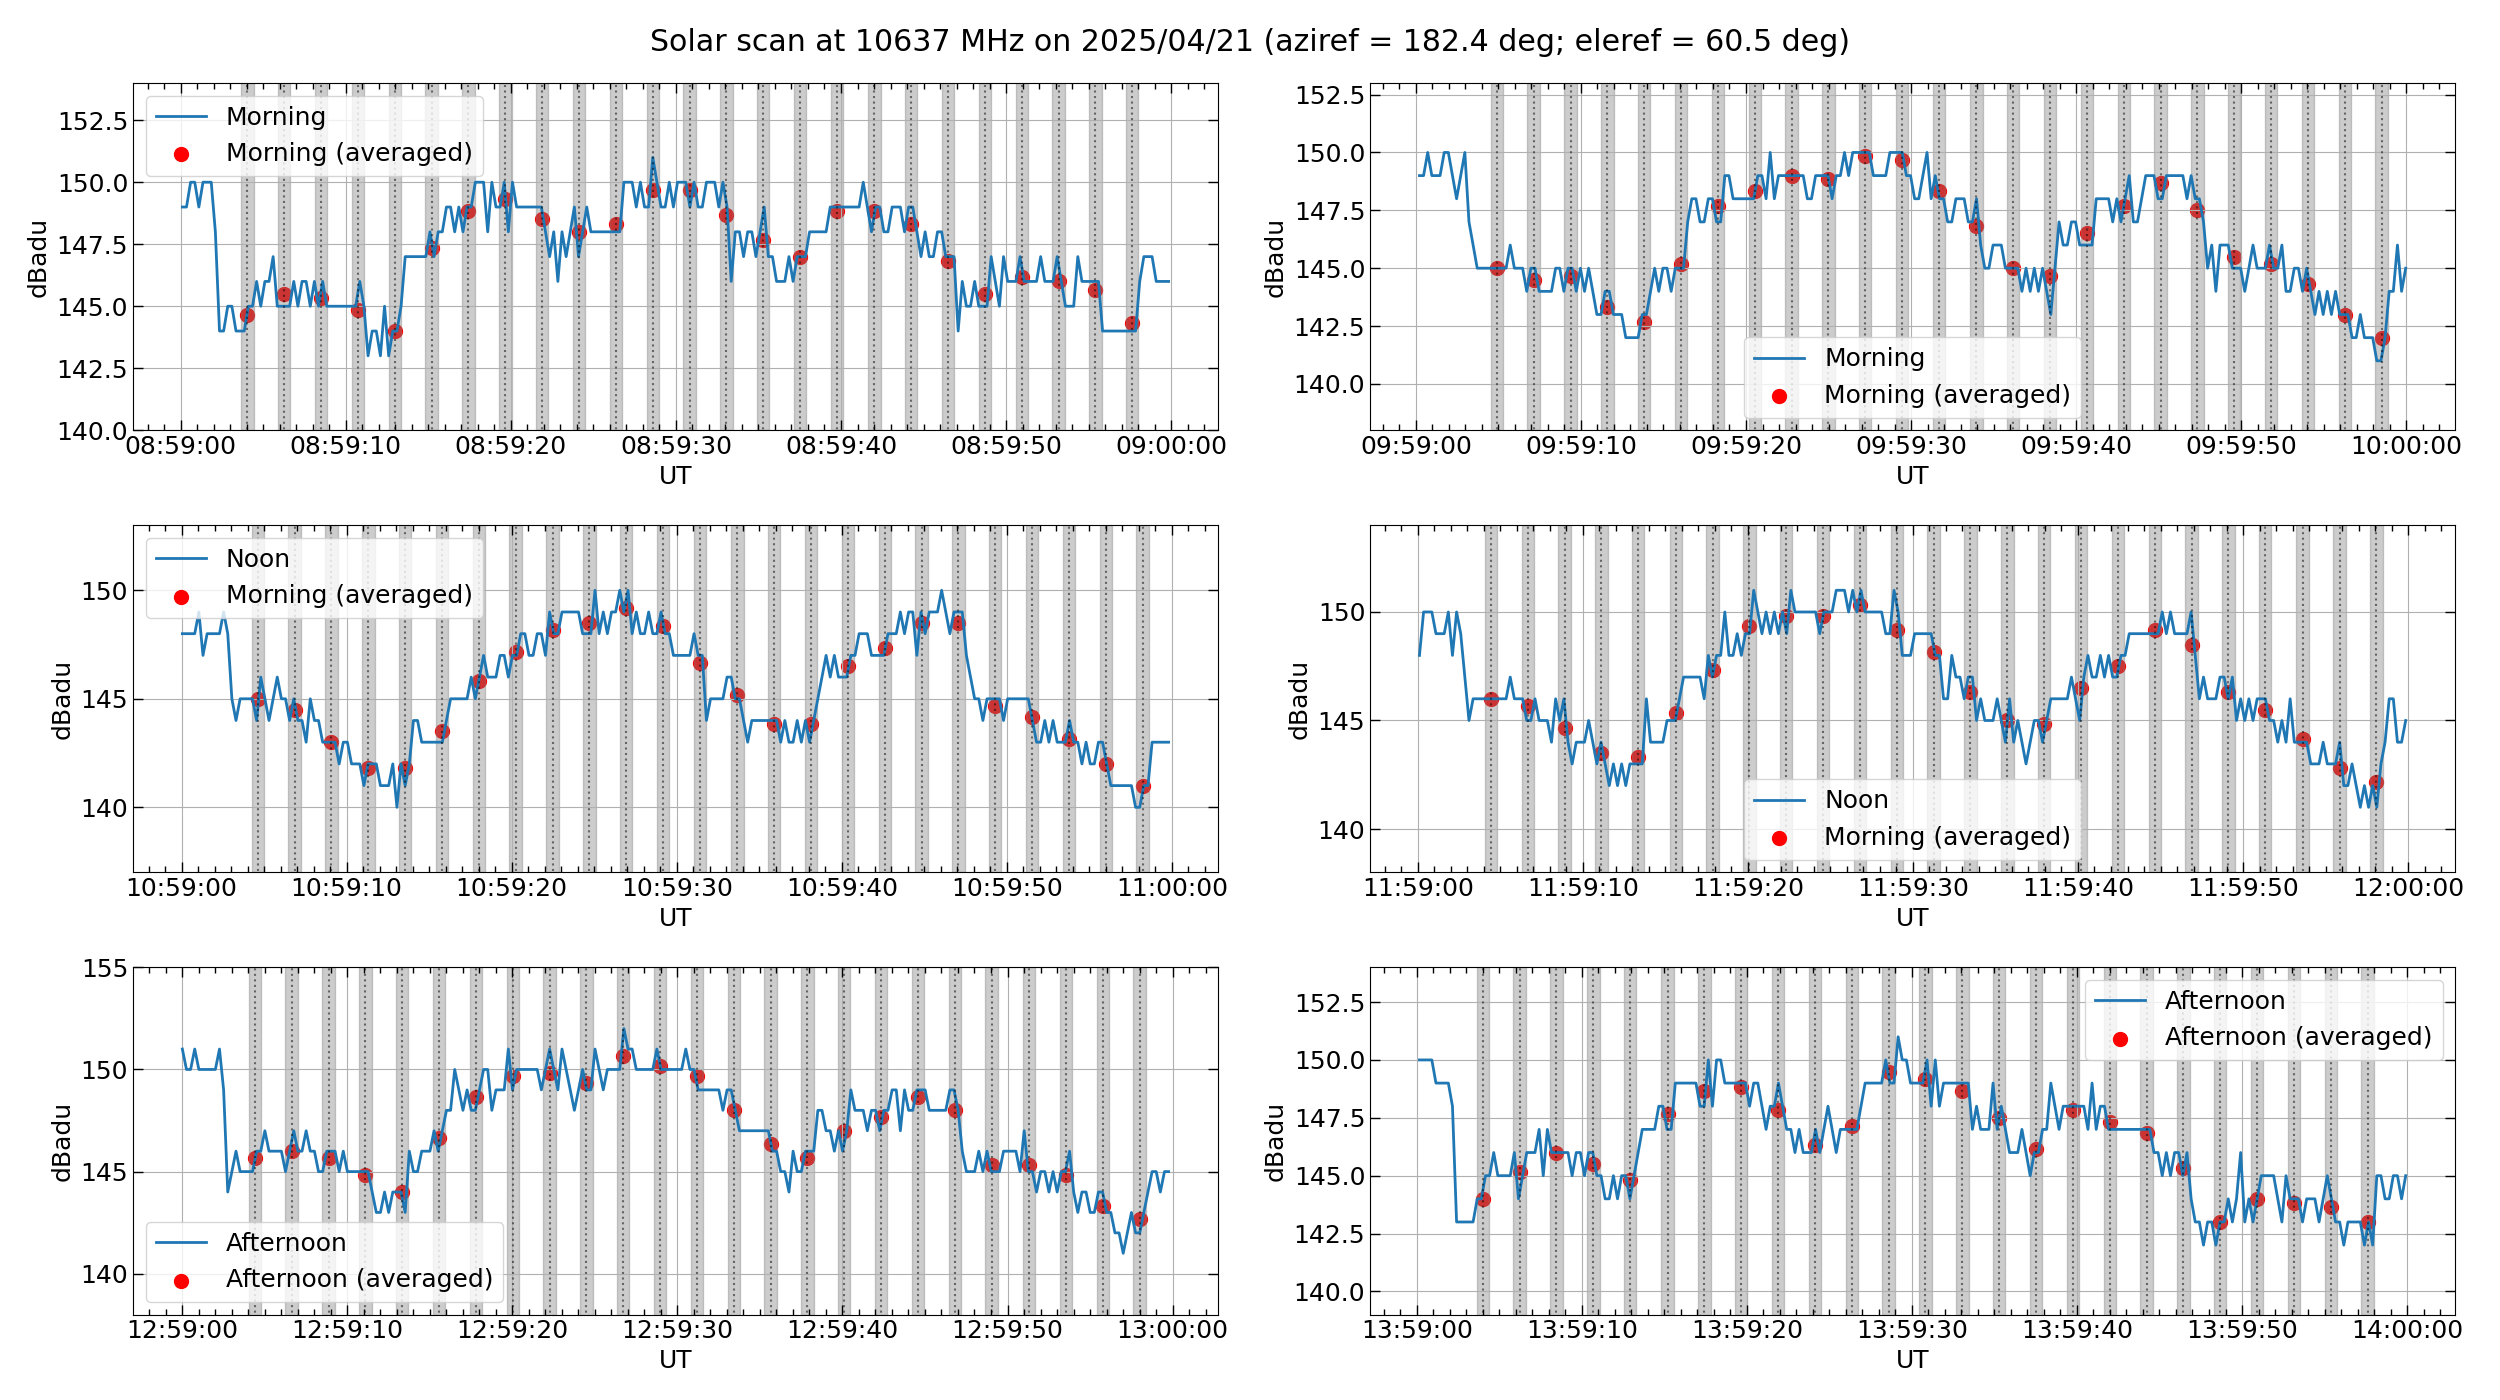 Solar scan at 10637 MHz on 2025/04/21 (aziref = 182.4 deg; eleref = 60.5 deg)
152.5
150.0
147.5
145.0
142.5
140.0
dBadu
Morning
Morning (averaged)
08:59:00 08:59:10 08:59:20 08:59:30 08:59:40 08:59:50 09:00:00
UT
152.5
150.0
147.5
145.0
142.5
140.0
dBadu
Morning
Morning (averaged)
09:59:00 09:59:10 09:59:20 09:59:30 09:59:40 09:59:50 10:00:00
UT
150
145
140
dBadu
Noon
Morning (averaged)
10:59:00 10:59:10 10:59:20 10:59:30 10:59:40 10:59:50 11:00:00
UT
150
145
140
dBadu
Noon
Morning (averaged)
11:59:00 11:59:10 11:59:20 11:59:30 11:59:40 11:59:50 12:00:00
UT
155
150
145
140
dBadu
Afternoon
Afternoon (averaged)
12:59:00 12:59:10 12:59:20 12:59:30 12:59:40 12:59:50 13:00:00
UT
152.5
150.0
147.5
145.0
142.5
140.0
dBadu
Afternoon
Afternoon (averaged)
13:59:00 13:59:10 13:59:20 13:59:30 13:59:40 13:59:50 14:00:00
UT